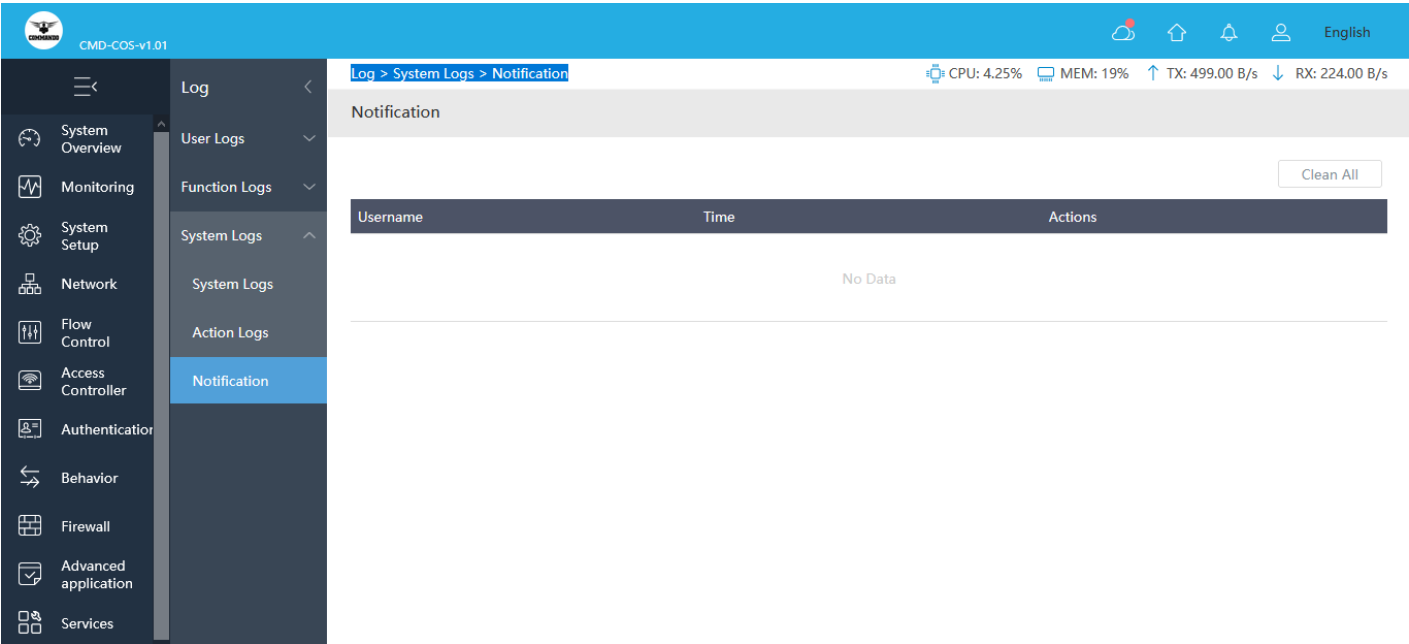 COMMANDO
CMD-COS-v1.01
English
Log > System Logs > Notification
CPU: 4.25%
MEM: 19%
TX: 499.00 B/s
RX: 224.00 B/s
System
Overview
Monitoring
System
Setup
Network
Flow
Control
Access
Controller
Authentication
Behavior
Firewall
Advanced
application
Services
Log
User Logs
Function Logs
System Logs
System Logs
Action Logs
Notification
Notification
Clean All
Username Time Actions
No Data